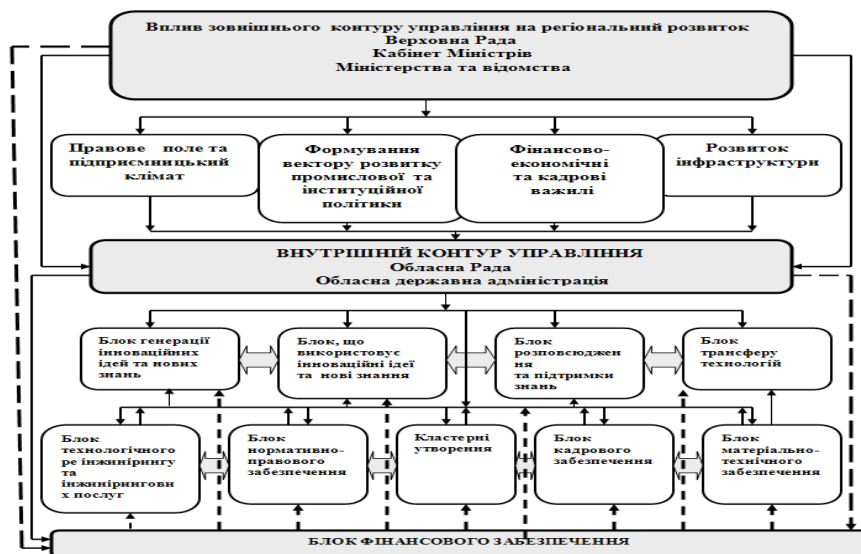 Вплив зовнішнього контуру управління на регіональний розвиток
Верховна Рада
Кабінет Міністрів
Міністерства та відомства
Правове поле та
підприємницький
клімат
Формування
вектору розвитку
промислової та
інституційної
політики
Фінансово-
економічні
та кадрові
важилі
Розвиток
інфраструктури
ВНУТРІШНІЙ КОНТУР УПРАВЛІННЯ
Обласна Рада
Обласна державна адміністрація
Блок генерації
інноваційних
ідей та нових
знань
Блок, що
використовує
інноваційні ідеї
та нові знання
Блок
розповсюджен
ня
та підтримки
знань
Блок
трансферу
технологій
Блок
технологічного
ре інжинірингу
та
інжинірингови
х послуг
Блок
нормативно-
правового
забезпечення
Кластерні
утворення
Блок
кадрового
забезпечення
Блок
матеріально-
технічного
забезпечення
БЛОК ФІНАНСОВОГО ЗАБЕЗПЕЧЕННЯ